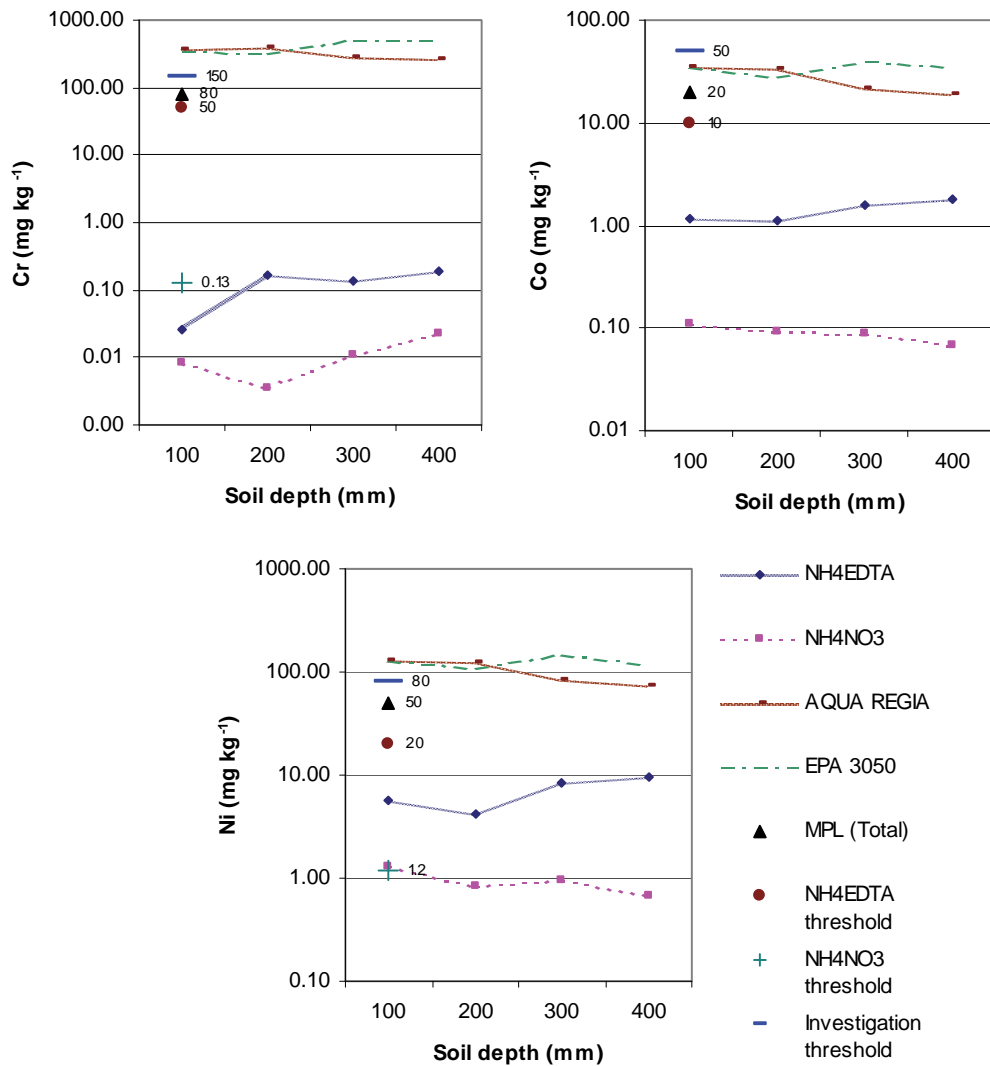 1000.00
100.00
10.00
1.00
0.10
0.01
0.00
Cr (mg kg -1)
150
80
50
0.13
100 200 300 400
Soil depth (mm)
100.00
10.00
1.00
0.10
0.01
Co (mg kg -1)
50
20
10
100 200 300 400
Soil depth (mm)
1000.00
100.00
10.00
1.00
0.10
Ni (mg kg -1)
80
50
20
1.2
100 200 300 400
Soil depth (mm)
NH4EDTA
NH4NO3
AQUA REGIA
EPA 3050
MPL (Total)
NH4EDTA
threshold
NH4NO3
threshold
Investigation
threshold